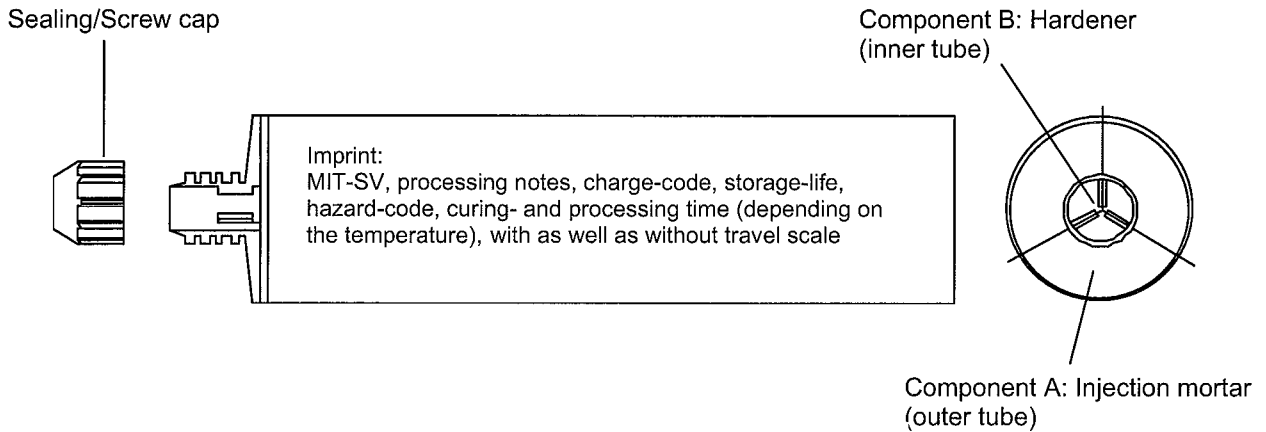 Sealing/Screw cap
Component B: Hardener
(inner tube)
Imprint:
MIT-SV, processing notes, charge-code, storage-life,
hazard-code, curing- and processing time (depending on
the temperature), with as well as without travel scale
Component A: Injection mortar
(outer tube)